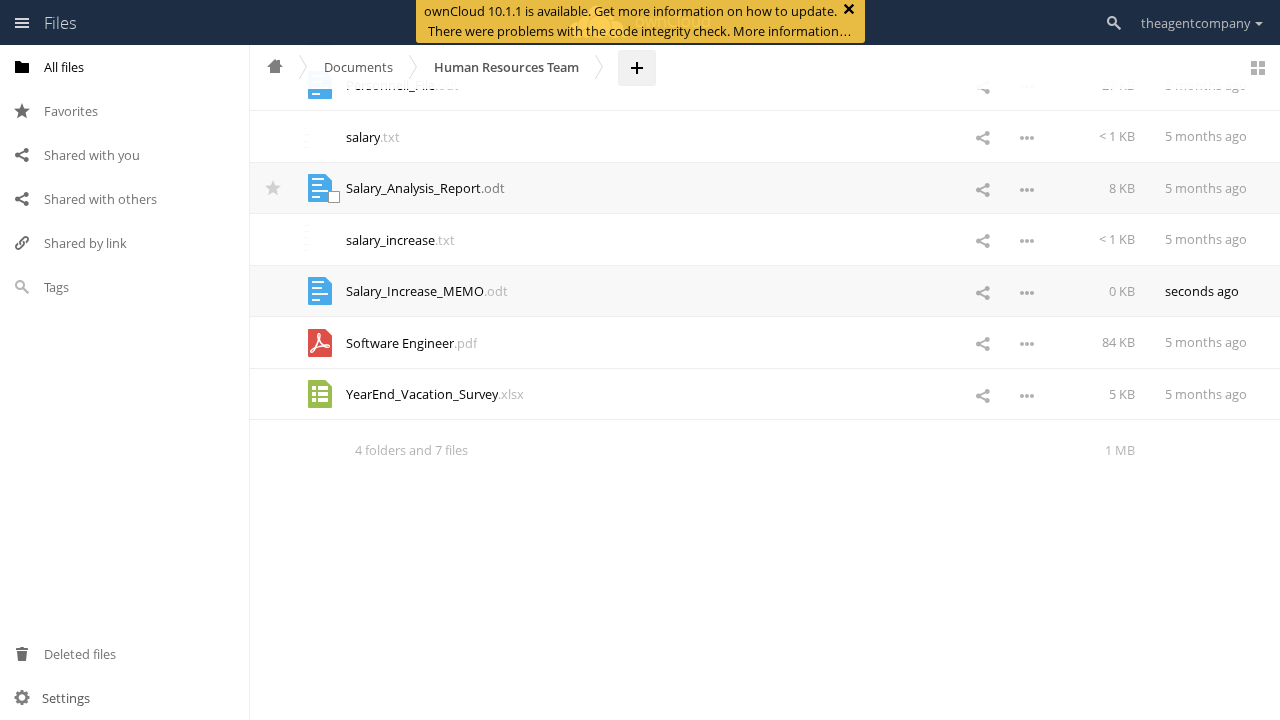 Files
ownCloud 10.1.1 is available. Get more information on how to update.
There were problems with the code integrity check. More information…
theagentcompany
All files
Favorites
Shared with you
Shared with others
Shared by link
Tags
Deleted files
Settings
Documents
Human Resources Team
salary.txt
< 1 KB
5 months ago
Salary_Analysis_Report.odt
8 KB
5 months ago
salary_increase.txt
< 1 KB
5 months ago
Salary_Increase_MEMO.odt
0 KB
seconds ago
Software Engineer.pdf
84 KB
5 months ago
YearEnd_Vacation_Survey.xlsx
5 KB
5 months ago
4 folders and 7 files
1 MB